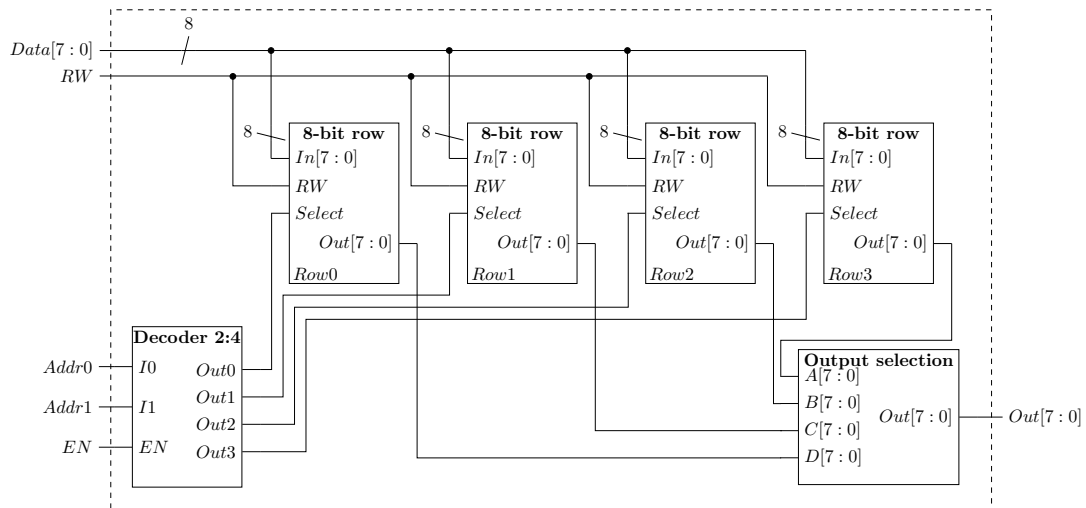 8
Data[7 : 0]
RW
8
8-bit row
In[7 : 0]
RW
Select
Out[7 : 0]
Row0
8
8-bit row
In[7 : 0]
RW
Select
Out[7 : 0]
Row1
8
8-bit row
In[7 : 0]
RW
Select
Out[7 : 0]
Row2
8
8-bit row
In[7 : 0]
RW
Select
Out[7 : 0]
Row3
Decoder 2:4
Addr0
I0
Out0
Addr1
I1
Out1
Out2
EN
EN
Out3
Output selection
A[7 : 0]
B[7 : 0]
C[7 : 0]
D[7 : 0]
Out[7 : 0]
Out[7 : 0]